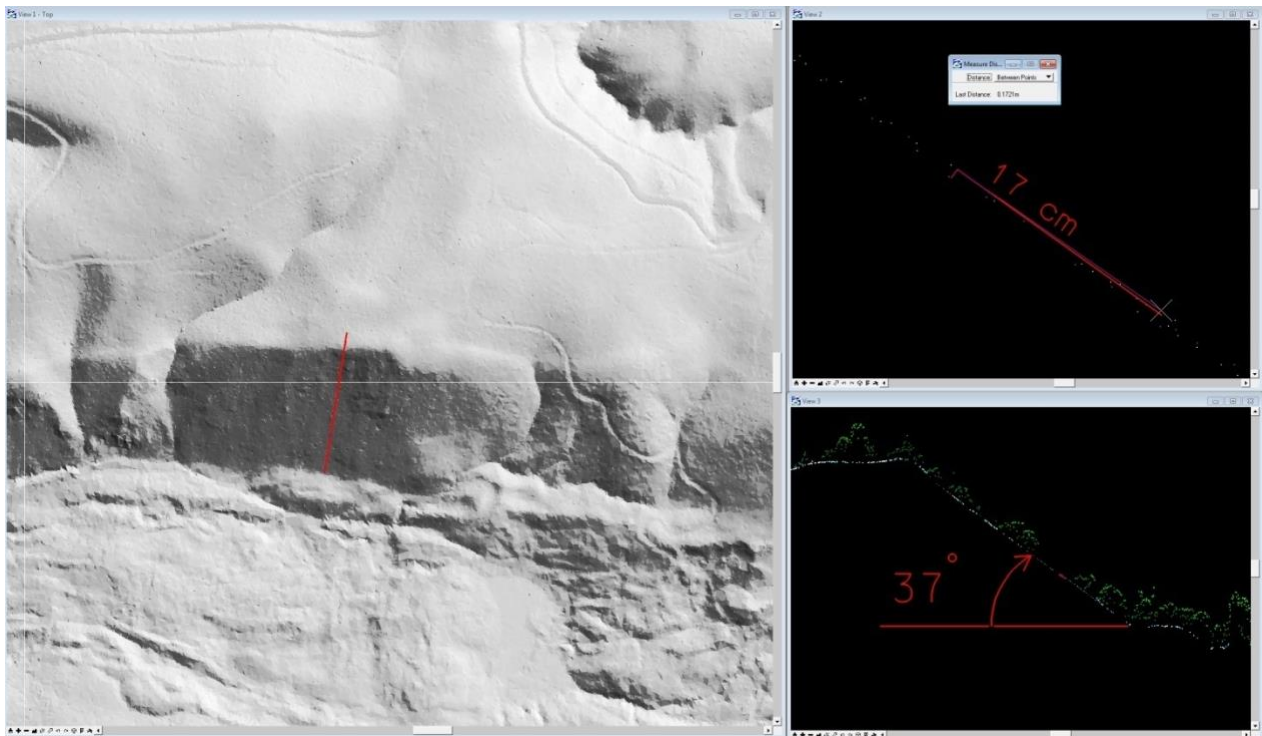 View 1 - Top
View 2
Measure Dis...
Distance: Between Points
Last Distance: 0.1721m
17 cm
View 3
37°